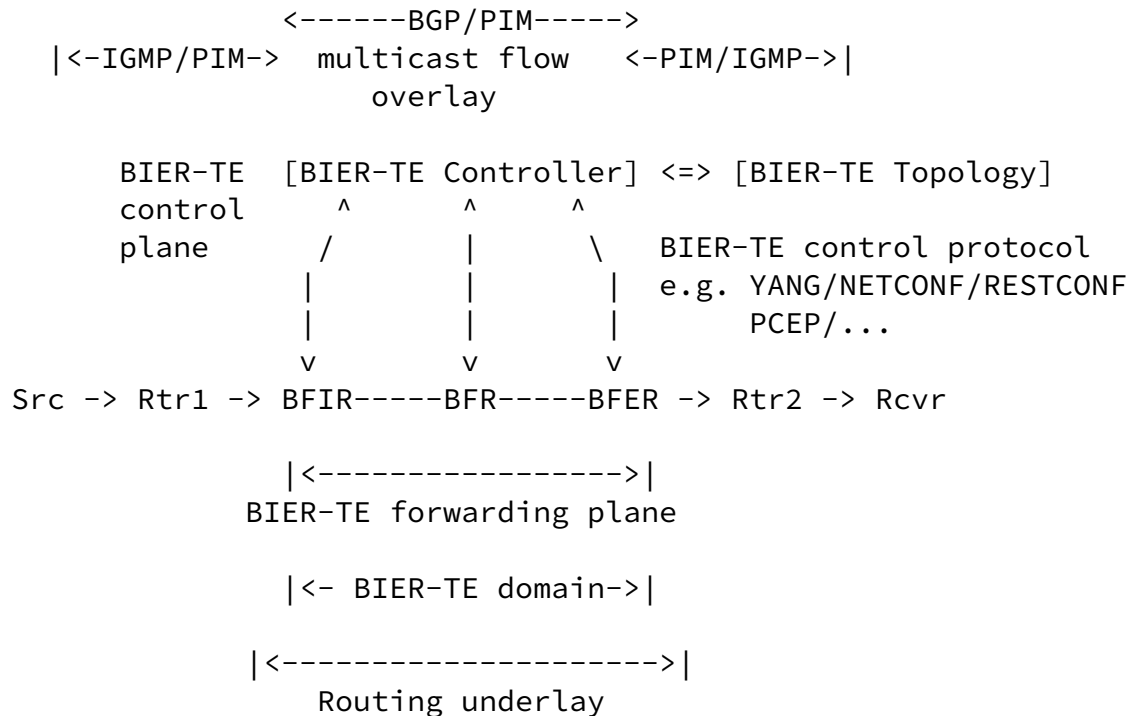 <------BGP/PIM----->
   |<-IGMP/PIM->  multicast flow   <-PIM/IGMP->|
                       overlay

       BIER-TE  [BIER-TE Controller] <=> [BIER-TE Topology]
       control      ^       ^      ^
       plane       /        |       \    BIER-TE control protocol
                  |         |        |   e.g. YANG/NETCONF/RESTCONF
                  |         |        |        PCEP/...
                  v         v        v
Src -> Rtr1 -> BFIR-----BFR-----BFER -> Rtr2 -> Rcvr

               |<----------------->|
             BIER-TE forwarding plane

               |<- BIER-TE domain->|

             |<--------------------->|
                 Routing underlay